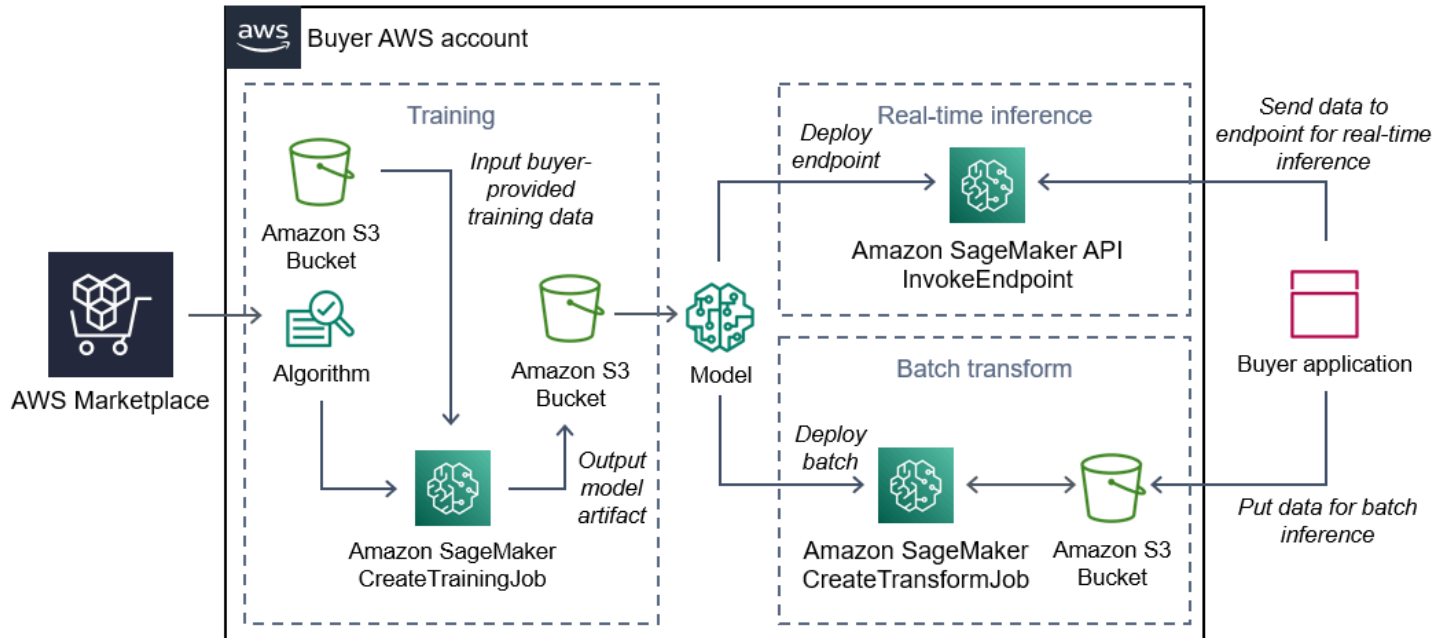 aws
Buyer AWS account
Training
Amazon S3
Bucket
Input buyer-
provided
training data
Algorithm
AWS Marketplace
Amazon S3
Bucket
Output
model
artifact
Amazon SageMaker
CreateTrainingJob
Model
Real-time inference
Deploy
endpoint
Amazon SageMaker API
InvokeEndpoint
Batch transform
Deploy
batch
Amazon SageMaker
CreateTransformJob
Amazon S3
Bucket
Send data to
endpoint for real-time
inference
Buyer application
Put data for batch
inference